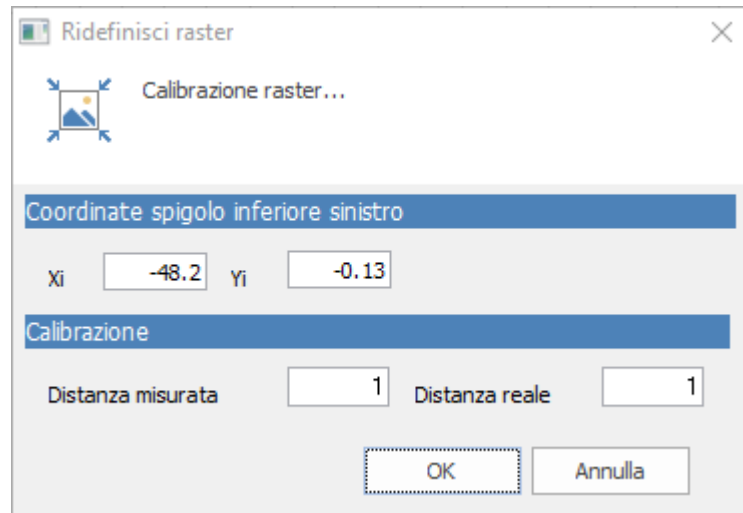 Ridefinisci raster
Calibrazione raster...
Coordinate spigolo inferiore sinistro
Xi -48.2 Yi -0.13
Calibrazione
Distanza misurata 1 Distanza reale 1
OK Annulla